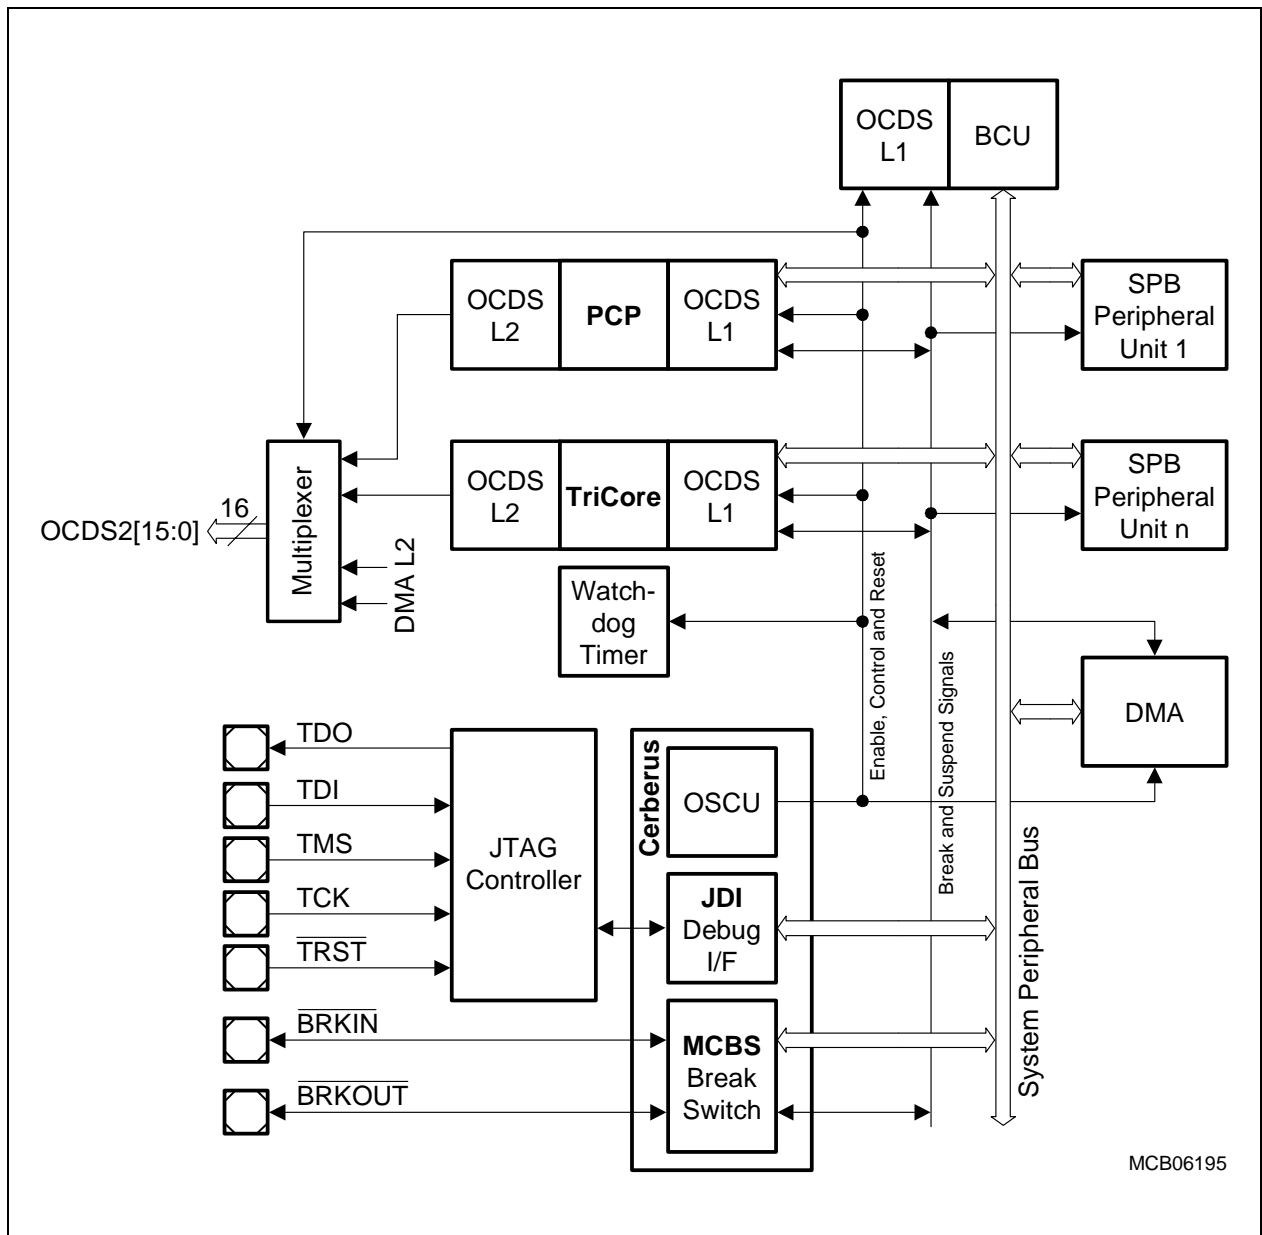 OCDS
L1
BCU
OCDS
L2
PCP
OCDS
L1
SPB
Peripheral
Unit 1
OCDS
L2
TriCore
OCDS
L1
SPB
Peripheral
Unit n
Multiplexer
16
OCDS2[15:0]
DMA L2
Watch-
dog
Timer
Enable, Control and Reset
Break and Suspend Signals
DMA
TDO
TDI
TMS
TCK
TRST
BRKIN
BRKOUT
JTAG
Controller
Cerberus
OSCU
JDI
Debug
I/F
MCBS
Break
Switch
System Peripheral Bus
MCB06195